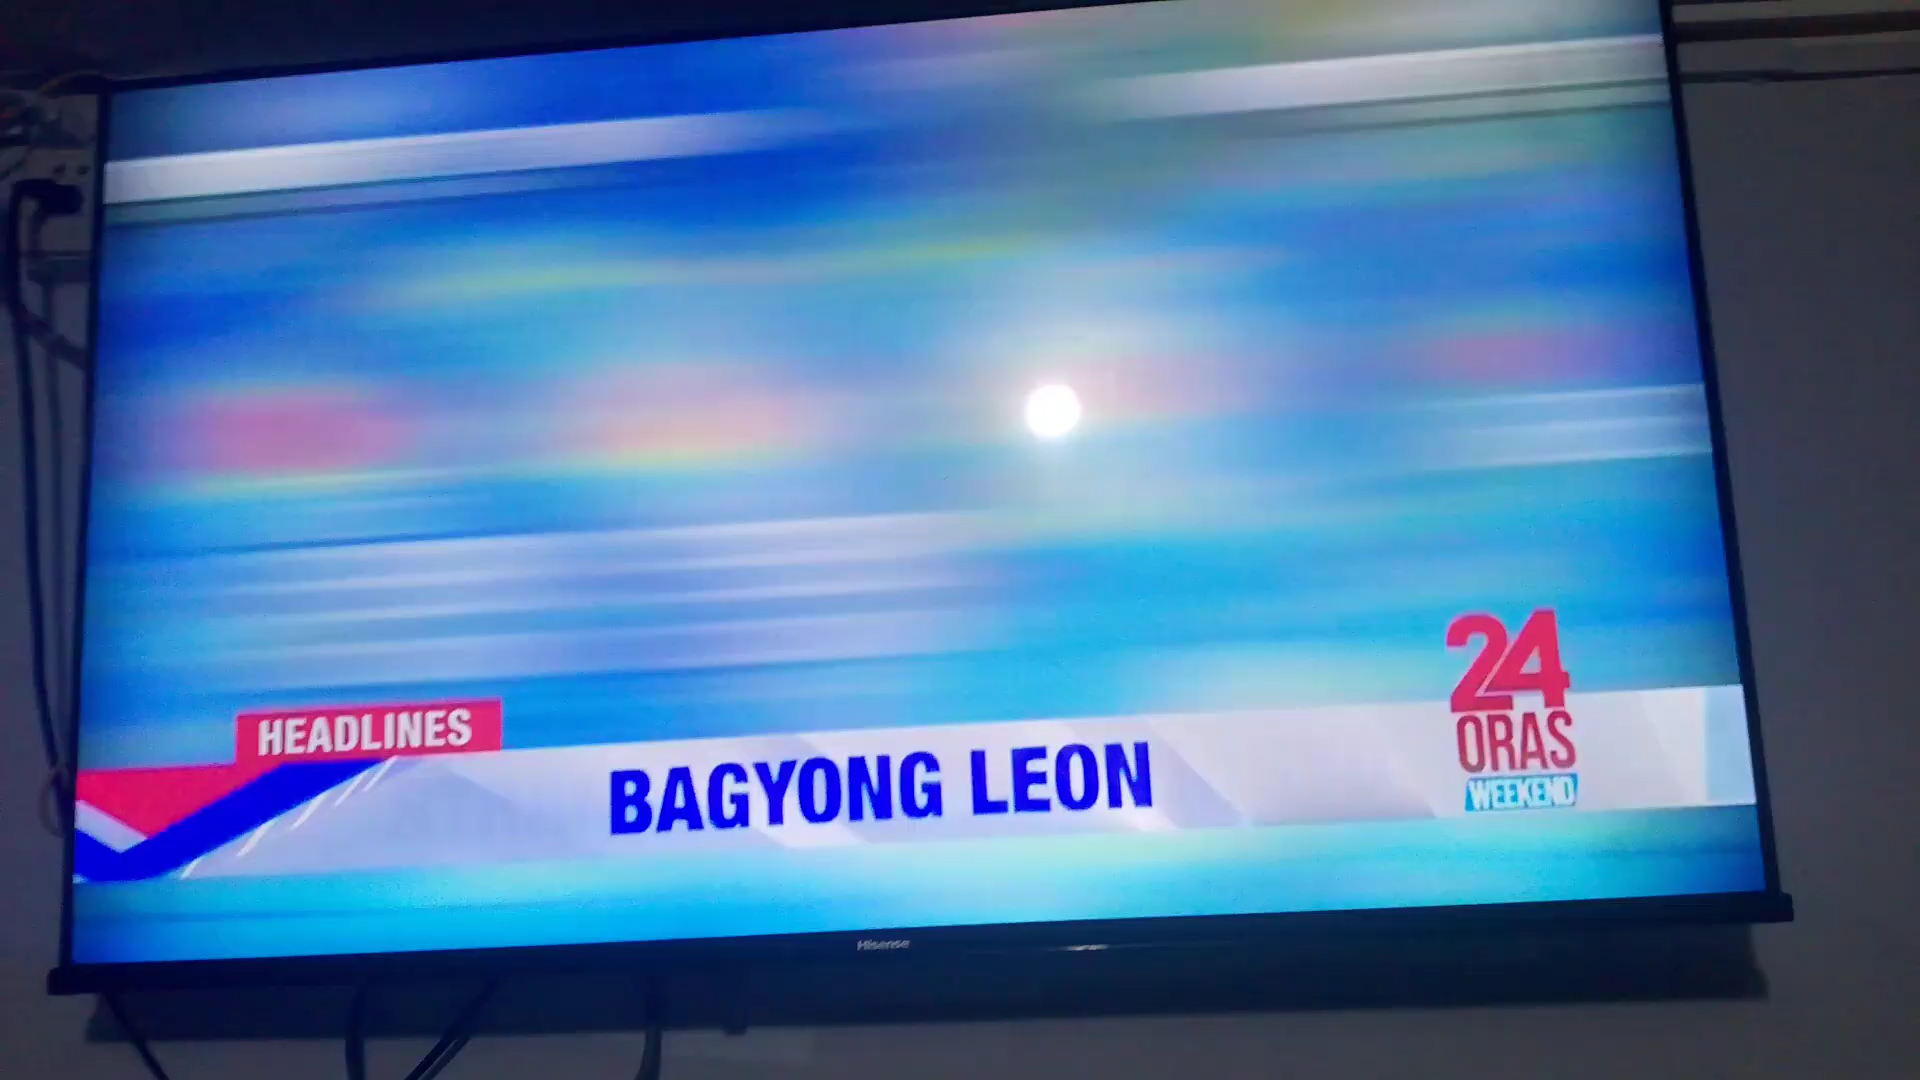 HEADLINES
BAGYONG LEON
24
ORAS
WEEKEND
Hisense